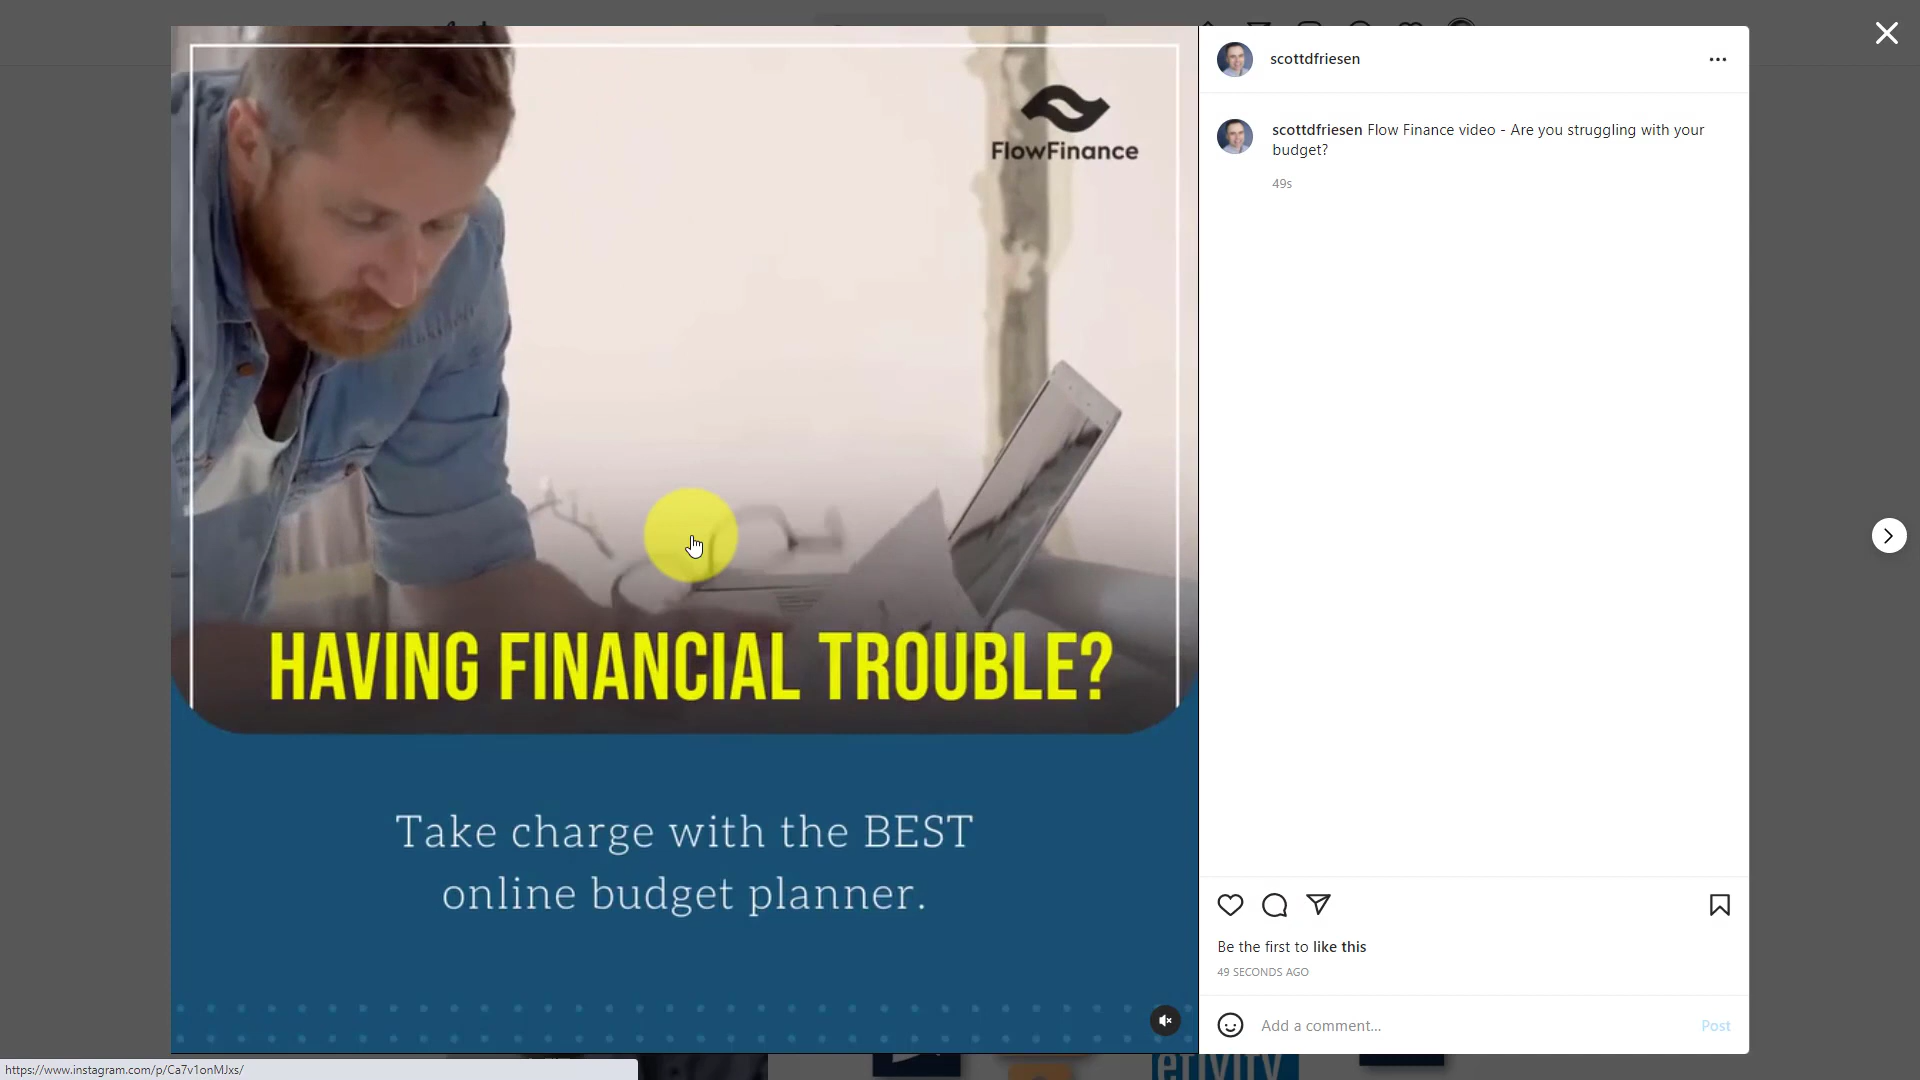 FlowFinance
HAVING FINANCIAL TROUBLE?
Take charge with the BEST
online budget planner.
scottdfriesen
scottdfriesen Flow Finance video - Are you struggling with your
budget?
49s
Be the first to like this
49 SECONDS AGO
Add a comment...
Post
https://www.instagram.com/p/Ca7v1onMJxs/